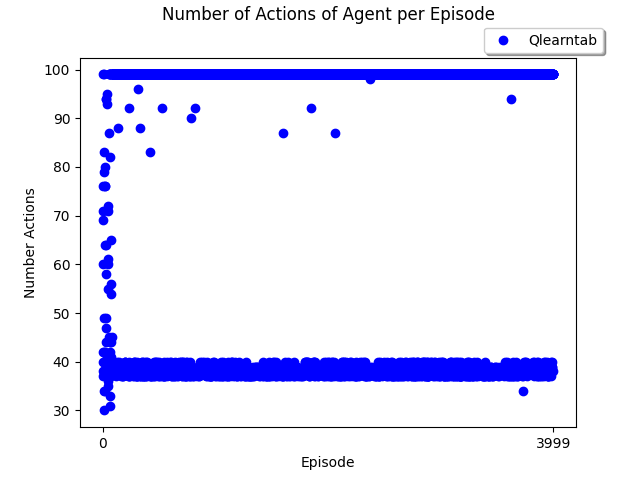 Number of Actions of Agent per Episode
Qlearntab
100
90
80
70
60
50
40
30
Number Actions
0
3999
Episode